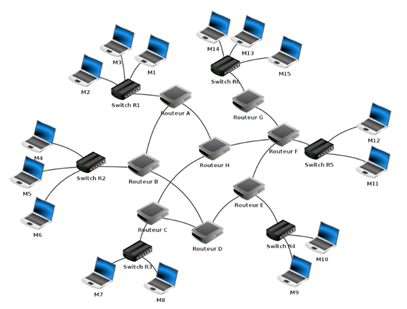 M14
M13
M3
M1
M15
M2
Switch R6
Switch R1
Routeur A
Routeur G
M12
M4
Routeur F
Routeur H
Switch R5
M5
Switch R2
Routeur B
M11
M6
Routeur E
Routeur C
Switch R4
Routeur D
M10
Switch R3
M7
M9
M8